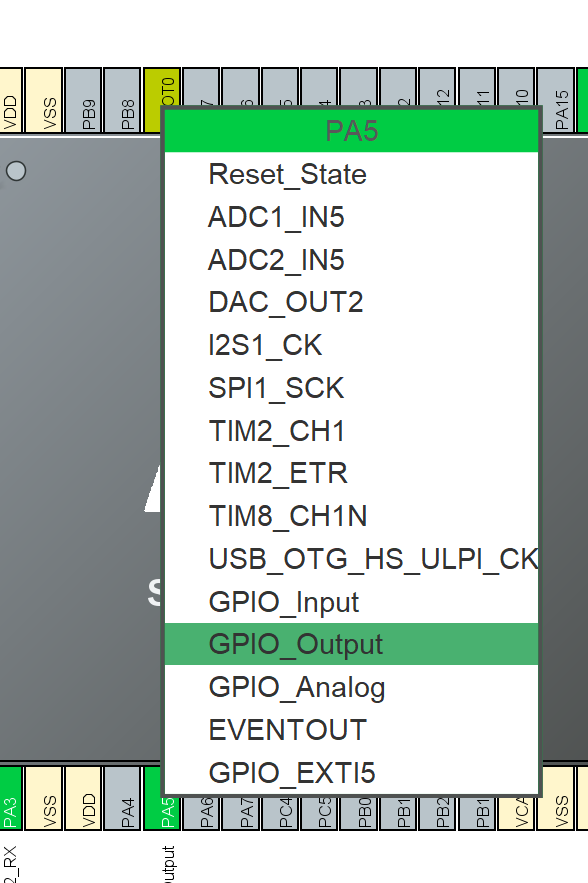 VDD
VSS
PB9
PB8
OT0
7
6
5
4
3
2
12
11
10
PA15
PA5
Reset_State
ADC1_IN5
ADC2_IN5
DAC_OUT2
I2S1_CK
SPI1_SCK
TIM2_CH1
TIM2_ETR
TIM8_CH1N
USB_OTG_HS_ULPI_CK
GPIO_Input
GPIO_Output
GPIO_Analog
EVENTOUT
GPIO_EXTI5
S
PA3
VSS
VDD
PA4
PA5
PA6
PA7
PC4
PC5
PB0
PB1
PB2
PB1
VCA
VSS
2_RX
utput